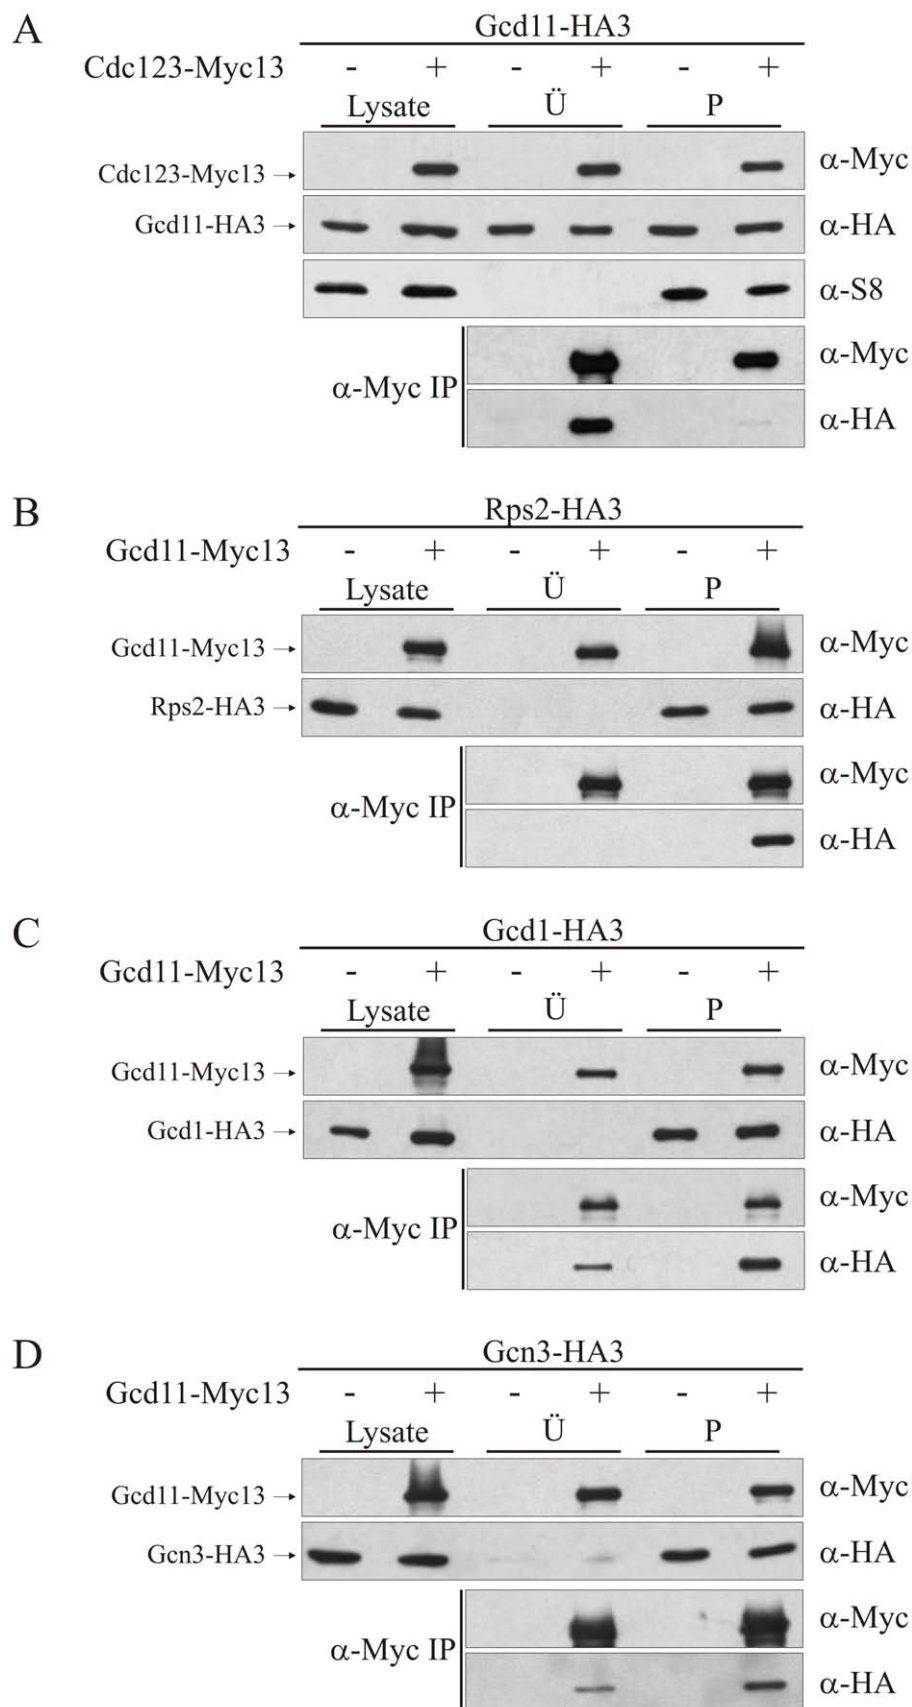 A
Gcd11-HA3
Cdc123-Myc13 - + - + - +
Lysate Ü P
Cdc123-Myc13 → α-Myc
Gcd11-HA3 → α-HA
α-S8
α-Myc IP α-Myc
α-HA
B
Rps2-HA3
Gcd11-Myc13 - + - + - +
Lysate Ü P
Gcd11-Myc13 → α-Myc
Rps2-HA3 → α-HA
α-Myc IP α-Myc
α-HA
C
Gcd1-HA3
Gcd11-Myc13 - + - + - +
Lysate Ü P
Gcd11-Myc13 → α-Myc
Gcd1-HA3 → α-HA
α-Myc IP α-Myc
α-HA
D
Gcn3-HA3
Gcd11-Myc13 - + - + - +
Lysate Ü P
Gcd11-Myc13 → α-Myc
Gcn3-HA3 → α-HA
α-Myc IP α-Myc
α-HA